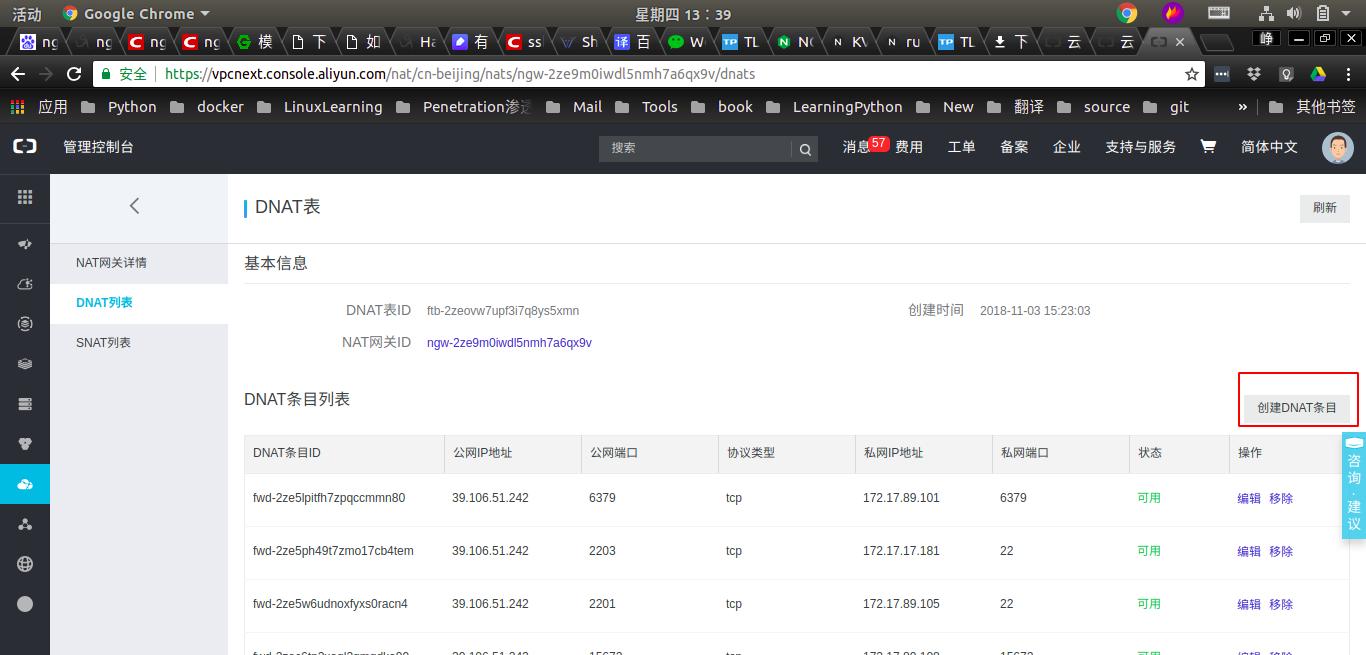 活动 Google Chrome 星期四 13：39
ng ng ng ng 模 下 如 Ha 有 ssl Sh 百 W TL NG KV ru TL 下 云 云 峥
安全 https://vpcnext.console.aliyun.com/nat/cn-beijing/nats/ngw-2ze9m0iwdl5nmh7a6qx9v/dnats
应用 Python docker LinuxLearning Penetration渗透 Mail Tools book LearningPython New 翻译 source git » 其他书签
管理控制台 搜索 消息 57 费用 工单 备案 企业 支持与服务 简体中文
DNAT表 刷新
NAT网关详情
DNAT列表
SNAT列表
基本信息
DNAT表ID ftb-2zeovw7upf3i7q8ys5xmn 创建时间 2018-11-03 15:23:03
NAT网关ID ngw-2ze9m0iwdl5nmh7a6qx9v
DNAT条目列表 创建DNAT条目
DNAT条目ID 公网IP地址 公网端口 协议类型 私网IP地址 私网端口 状态 操作
fwd-2ze5lpitfh7zpqccmmn80 39.106.51.242 6379 tcp 172.17.89.101 6379 可用 编辑 移除
fwd-2ze5ph49t7zmo17cb4tem 39.106.51.242 2203 tcp 172.17.17.181 22 可用 编辑 移除
fwd-2ze5w6udnoxfyxs0racn4 39.106.51.242 2201 tcp 172.17.89.105 22 可用 编辑 移除
咨询·建议